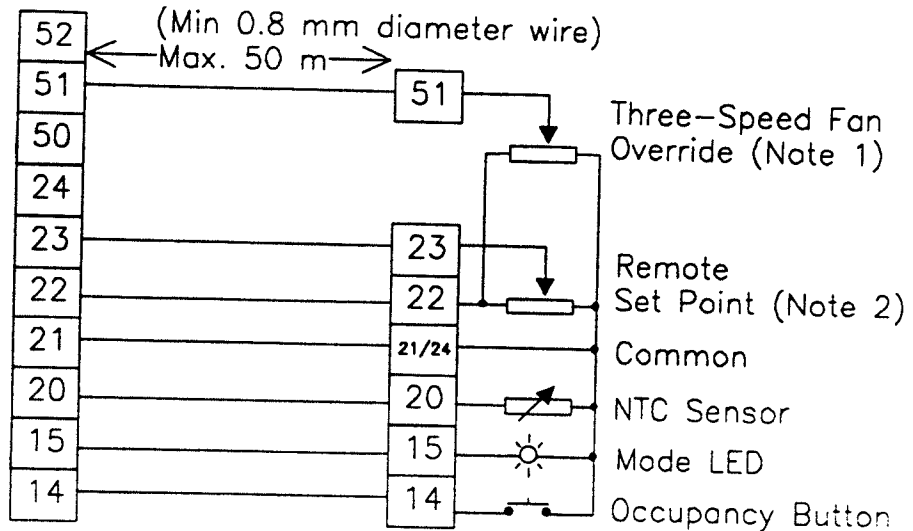 52
(Min 0.8 mm diameter wire)
Max. 50 m
51
51
Three-Speed Fan
Override (Note 1)
50
24
23
23
Remote
Set Point (Note 2)
22
22
21
21/24
Common
20
20
NTC Sensor
15
15
Mode LED
14
14
Occupancy Button